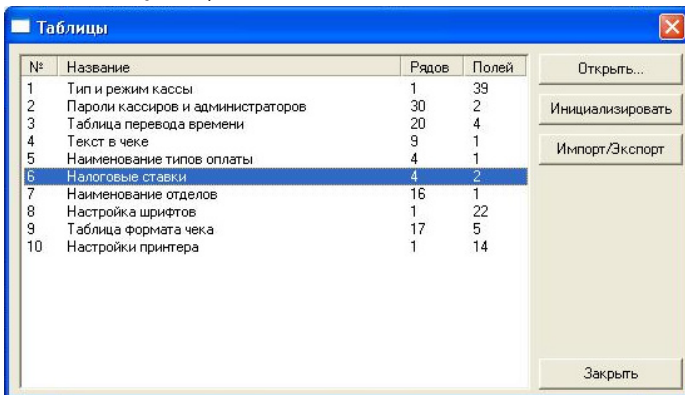 Таблицы
№ Название Рядов Полей
1 Тип и режим кассы 1 39
2 Пароли кассиров и администраторов 30 2
3 Таблица перевода времени 20 4
4 Текст в чеке 9 1
5 Наименование типов оплаты 4 1
6 Налоговые ставки 4 2
7 Наименование отделов 16 1
8 Настройка шрифтов 1 22
9 Таблица формата чека 17 5
10 Настройки принтера 1 14
Открыть...
Инициализировать
Импорт/Экспорт
Закрыть